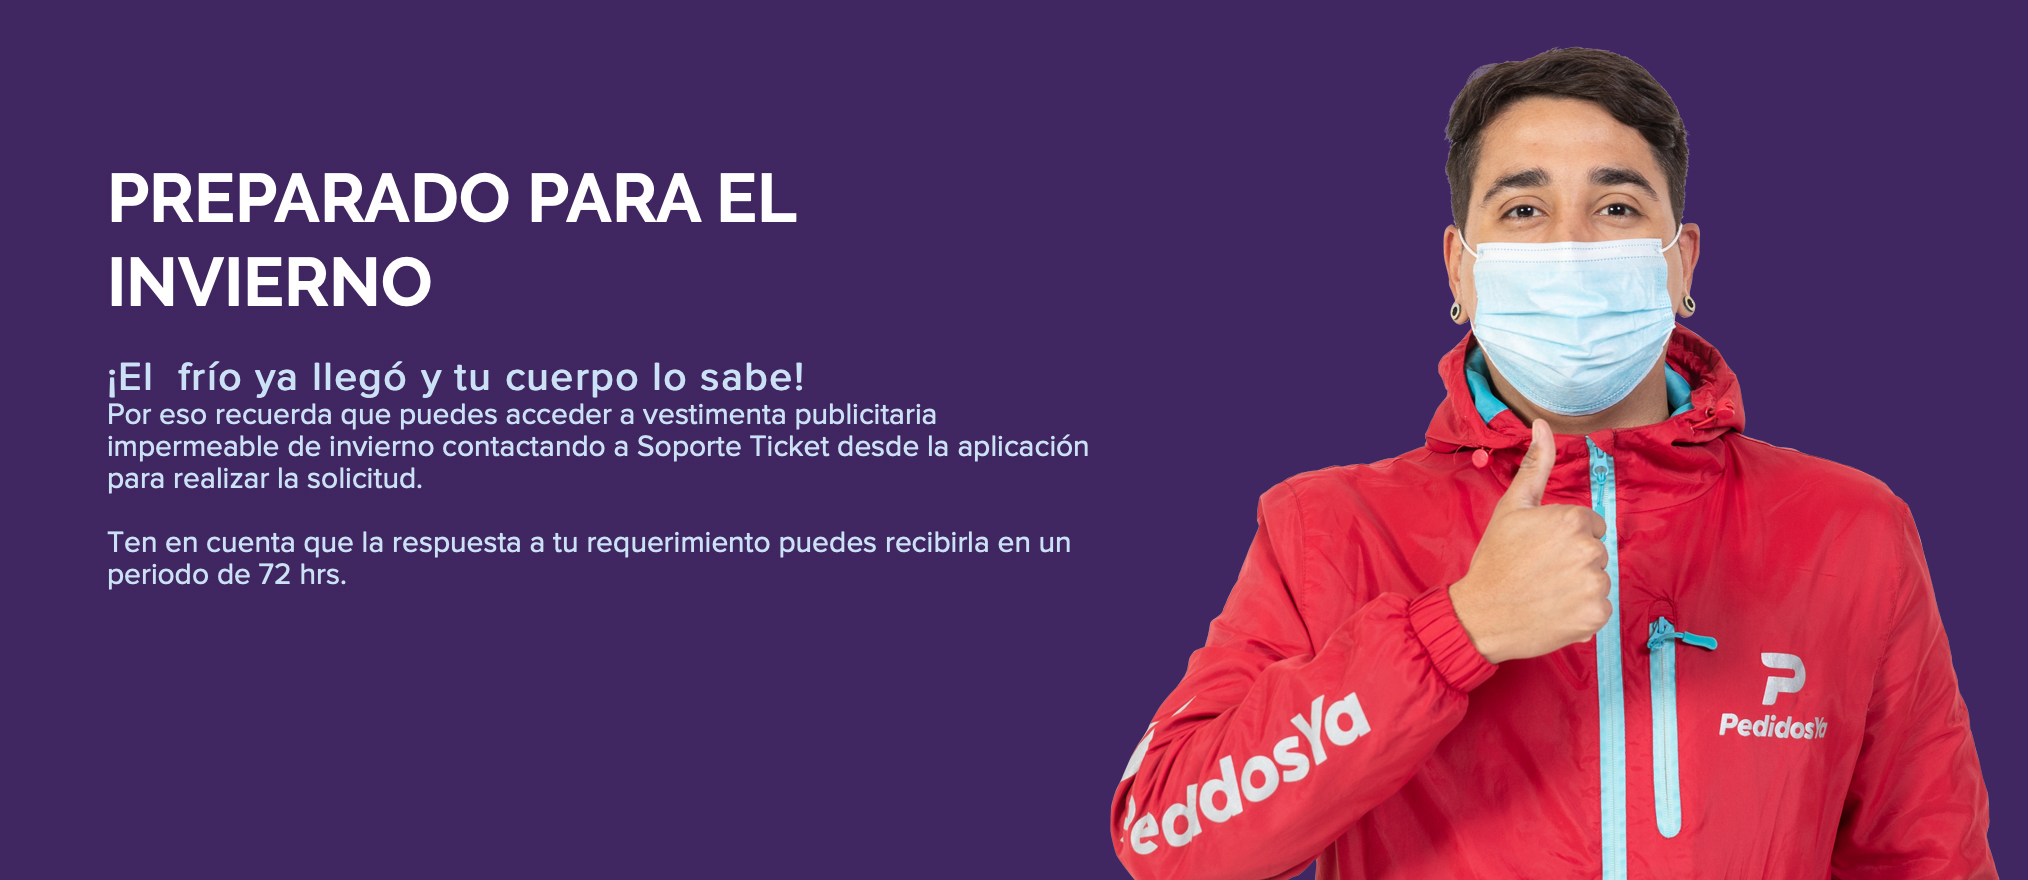 PREPARADO PARA EL
INVIERNO
¡El frío ya llegó y tu cuerpo lo sabe!
Por eso recuerda que puedes acceder a vestimenta publicitaria
impermeable de invierno contactando a Soporte Ticket desde la aplicación
para realizar la solicitud.
Ten en cuenta que la respuesta a tu requerimiento puedes recibirla en un
periodo de 72 hrs.
PedidosYa
PedidosYa